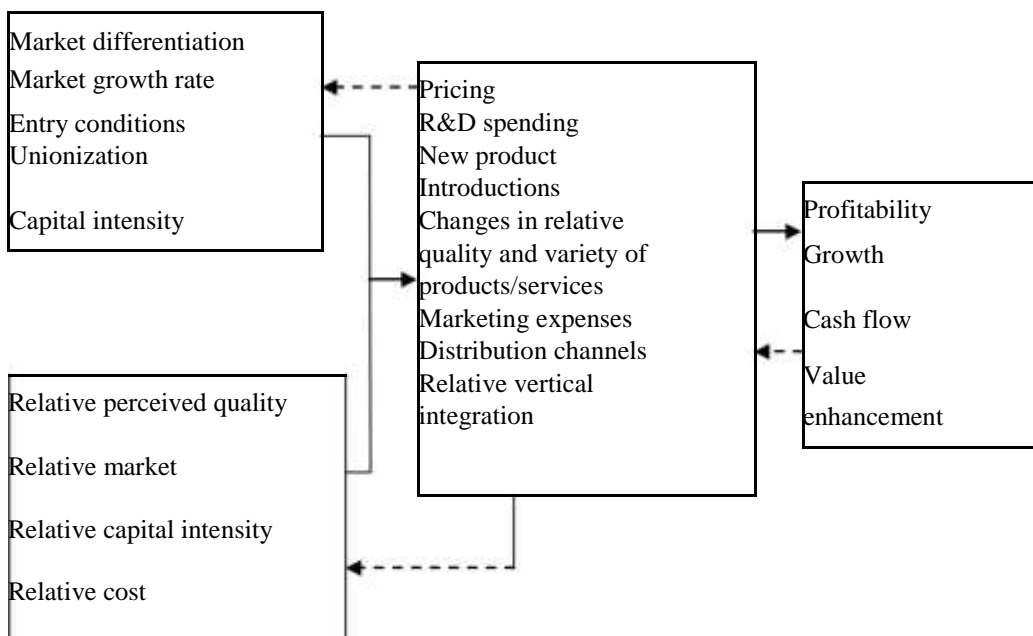 Market differentiation
Market growth rate
Entry conditions
Unionization
Capital intensity
Relative perceived quality
Relative market
Relative capital intensity
Relative cost
Pricing
R&D spending
New product
Introductions
Changes in relative
quality and variety of
products/services
Marketing expenses
Distribution channels
Relative vertical
integration
Profitability
Growth
Cash flow
Value
enhancement